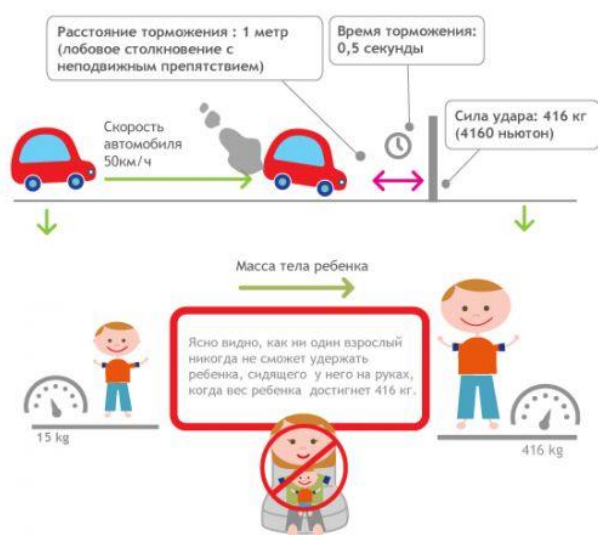 Расстояние торможения : 1 метр
(лобовое столкновение с
неподвижным препятствием)
Время торможения:
0,5 секунды
Сила удара: 416 кг
(4160 ньютон)
Скорость
автомобиля
50км/ч
Масса тела ребенка
Ясно видно, как ни один взрослый
никогда не сможет удержать
ребенка, сидящего у него на руках,
когда вес ребенка достигнет 416 кг.
15 kg
416 kg